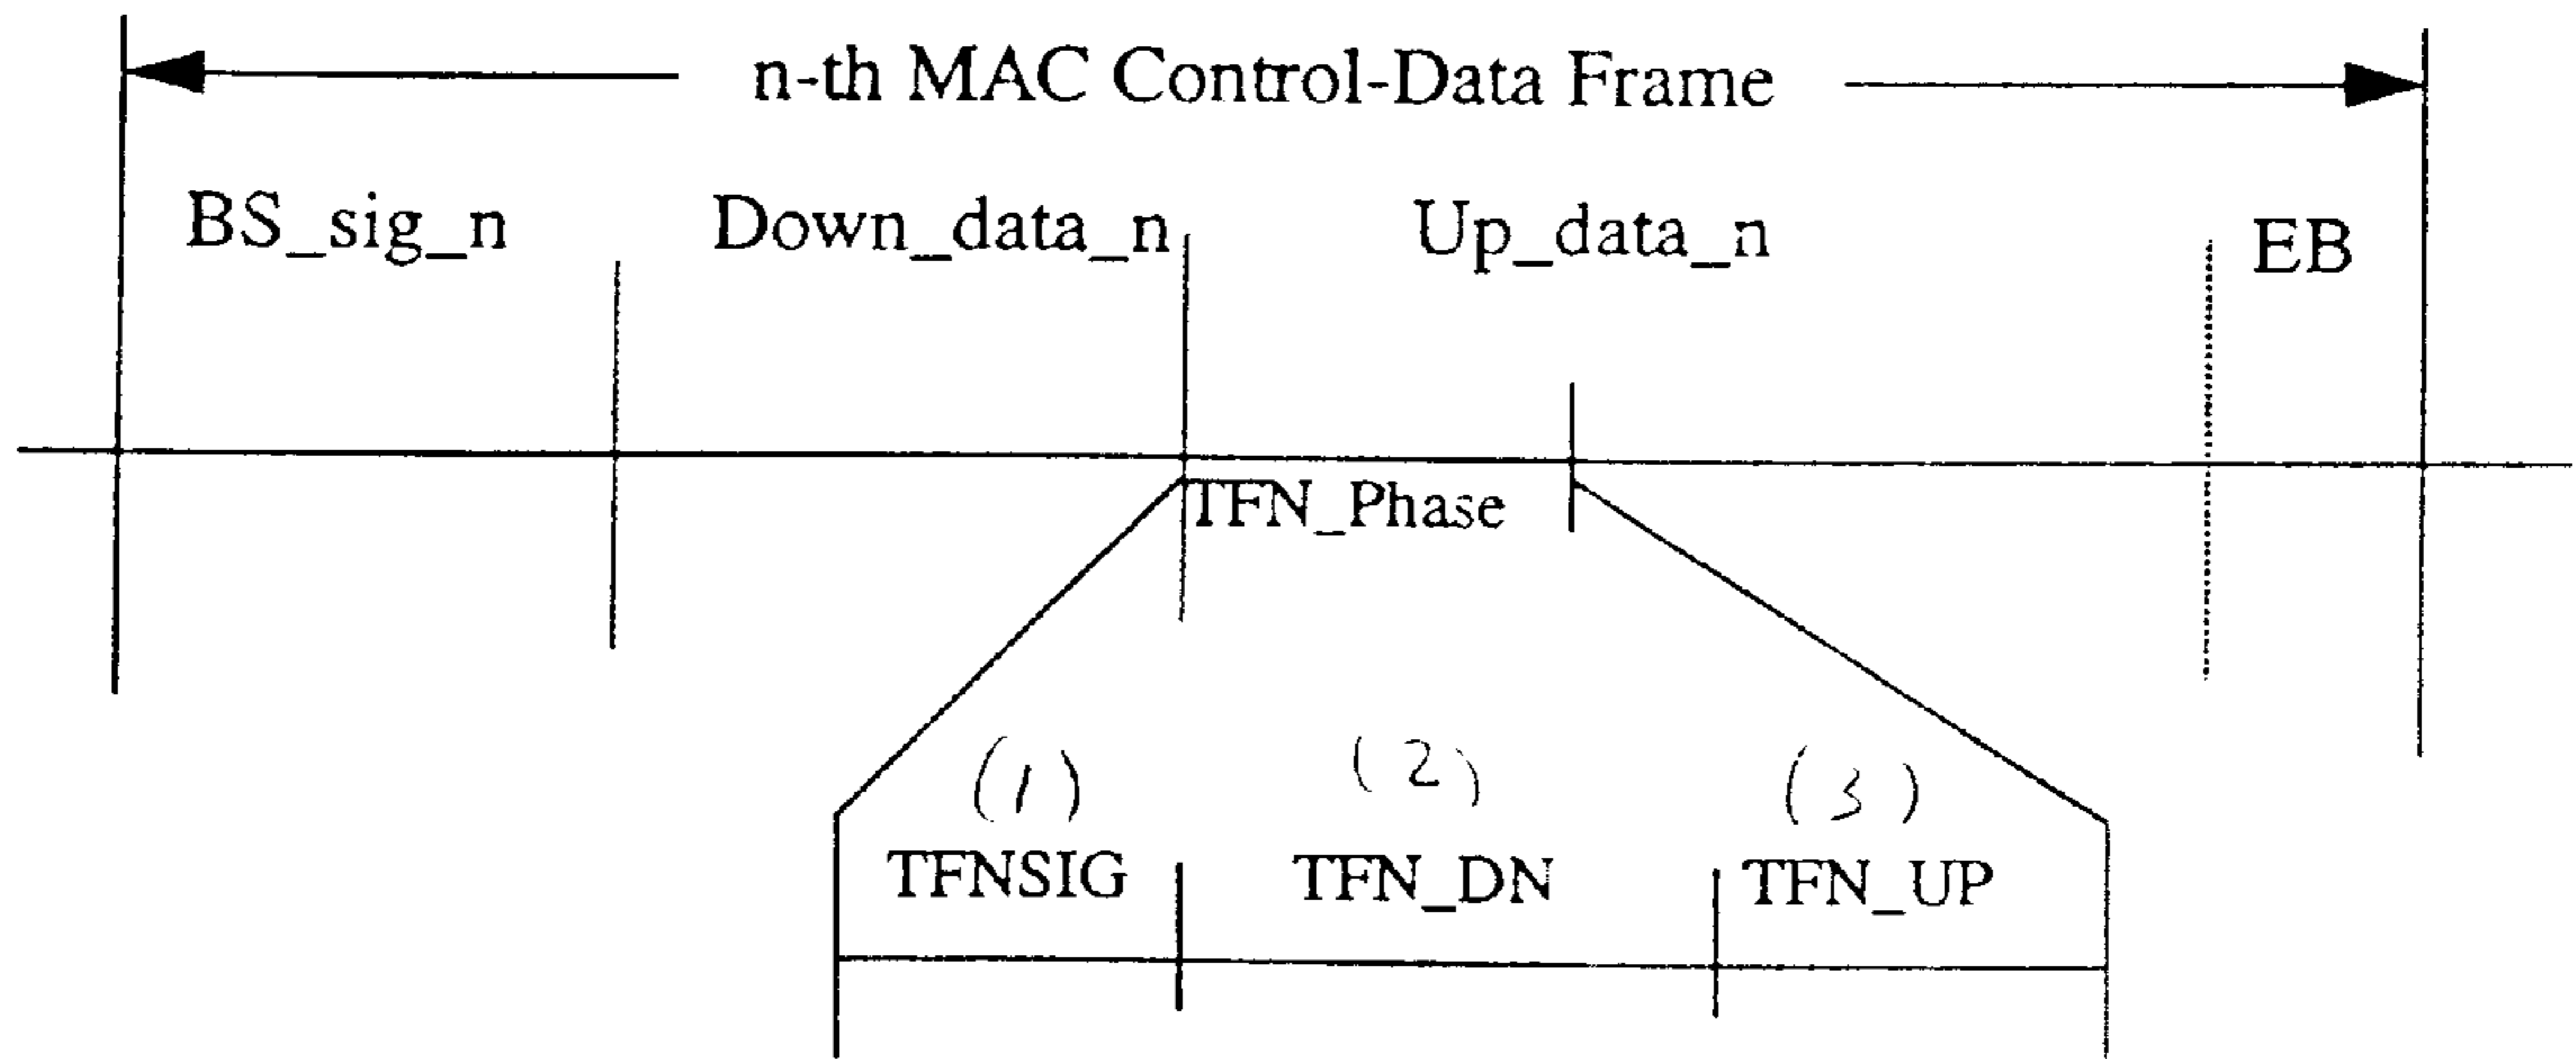 n-th MAC Control-Data Frame
BS_sig_n Down_data_n Up_data_n EB
TFN_Phase
(1) (2) (3)
TFNSIG TFN_DN TFN_UP